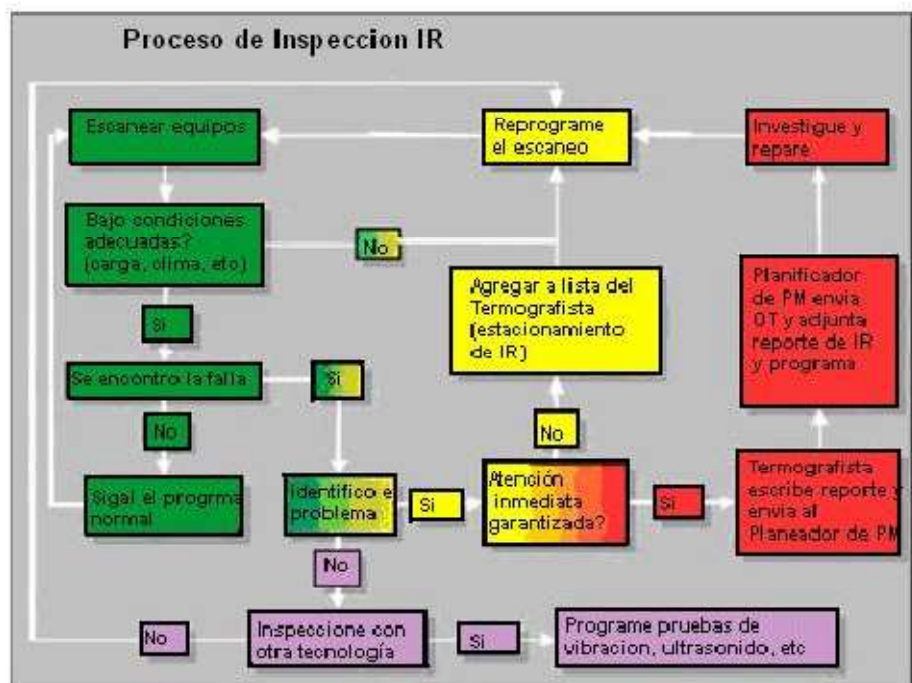 Proceso de Inspeccion IR
Escanear equipos
Reprograme
el escaneo
Investigue y
repare
Bajo condiciones
adecuadas?
(carga, clima, etc)
No
Agregar a lista del
Termografista
(estacionamiento
de IR)
Planificador
de PM envia
OT y adjunta
reporte de IR
y programa
Si
Se encontro la falla
Si
No
No
Sigal el progrma
normal
Identifico e
problema
Si
Atención
inmediata
garantizada?
Si
Termografista
escribe reporte y
envia al
Planeador de PM
No
No
Inspeccione con
otra tecnología
Si
Programe pruebas de
vibracion, ultrasonido, etc